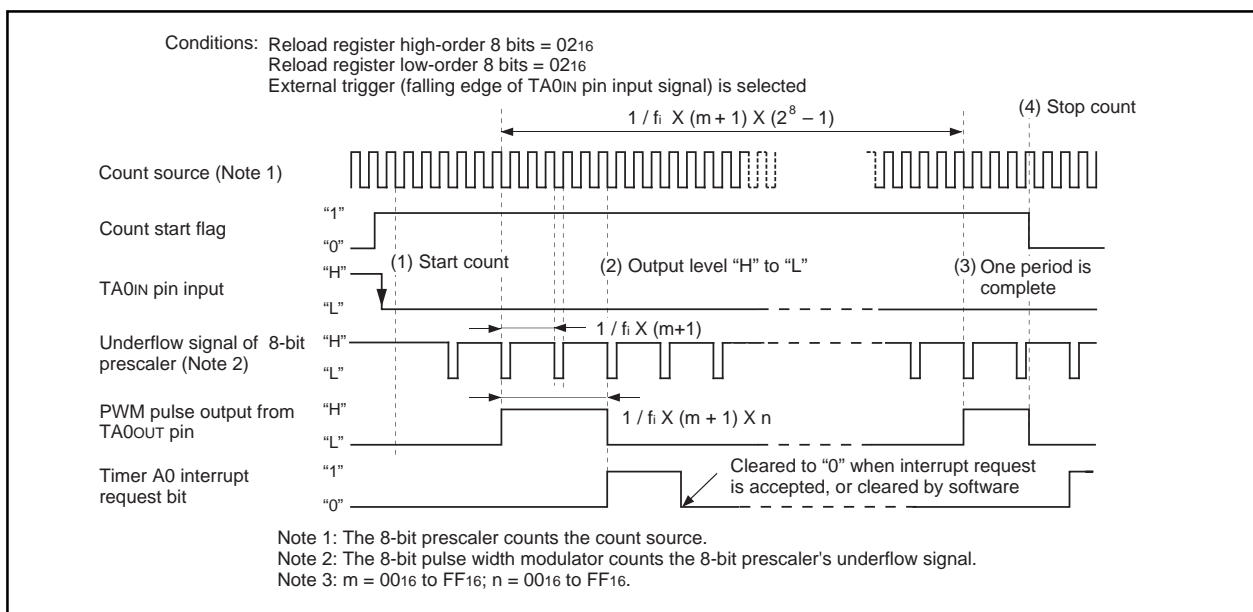 Conditions: Reload register high-order 8 bits = 0216
Reload register low-order 8 bits = 0216
External trigger (falling edge of TA0IN pin input signal) is selected
1 / fi X (m + 1) X (2^8 – 1)
(4) Stop count
Count source (Note 1)
Count start flag
“1”
“0”
(1) Start count
(2) Output level “H” to “L”
(3) One period is
complete
TA0IN pin input
“H”
“L”
1 / fi X (m+1)
Underflow signal of 8-bit
prescaler (Note 2)
“H”
“L”
PWM pulse output from
TA0OUT pin
“H”
“L”
1 / fi X (m + 1) X n
Timer A0 interrupt
request bit
“1”
“0”
Cleared to “0” when interrupt request
is accepted, or cleared by software
Note 1: The 8-bit prescaler counts the count source.
Note 2: The 8-bit pulse width modulator counts the 8-bit prescaler's underflow signal.
Note 3: m = 0016 to FF16; n = 0016 to FF16.